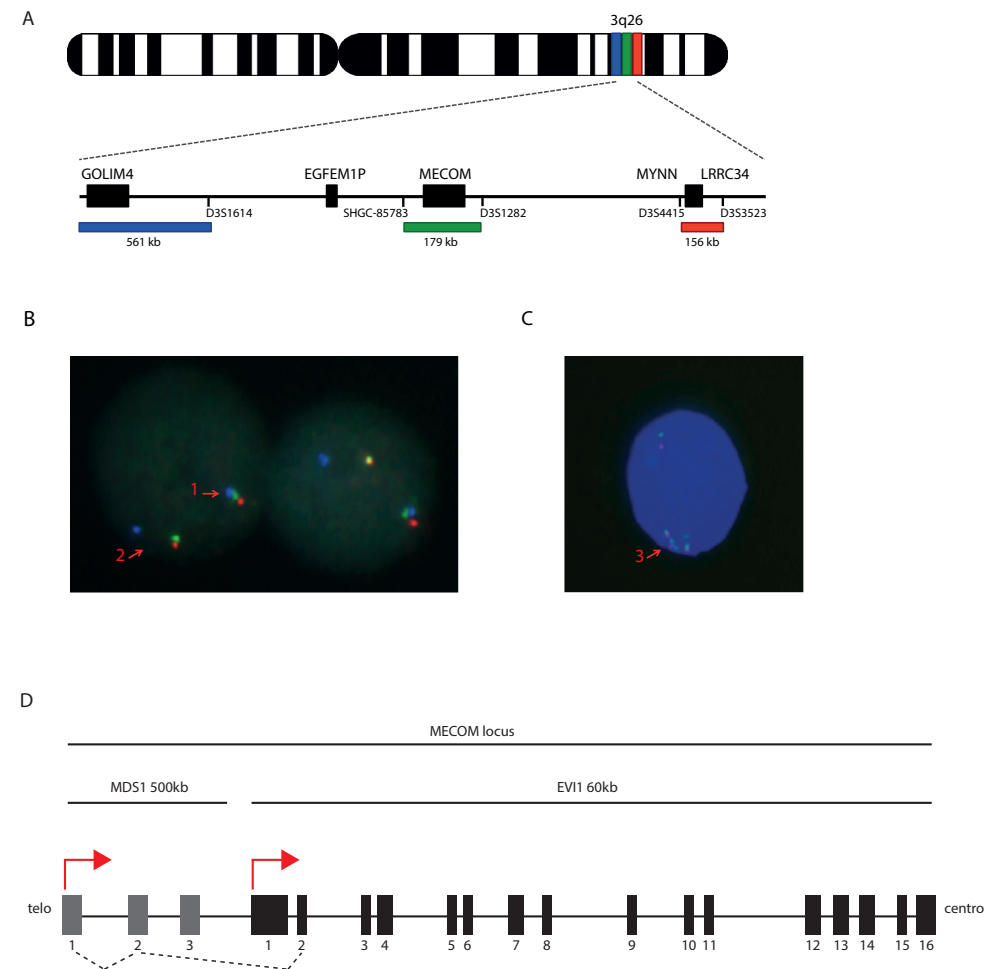 A
3q26
GOLIM4 EGFEM1P MECOM MYNN LRRC34
D3S1614 SHGC-85783 D3S1282 D3S4415 D3S3523
561 kb 179 kb 156 kb
B C
1
2 3
D
MECOM locus
MDS1 500kb EVI1 60kb
telo centro
1 2 3 1 2 3 4 5 6 7 8 9 10 11 12 13 14 15 16